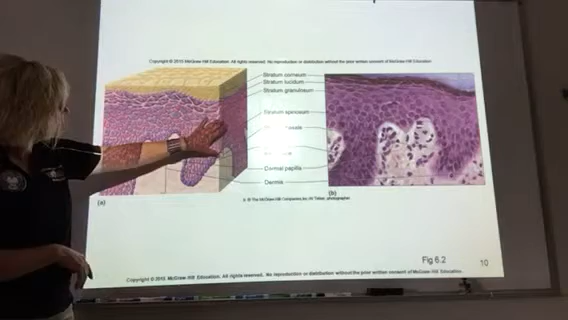 Copyright © 2015 McGraw-Hill Education. All rights reserved. No reproduction or distribution without the prior written consent of McGraw-Hill Education.
Stratum corneum
Stratum lucidum
Stratum granulosum
Stratum spinosum
Dermal papilla
Dermis
(a)
(b)
Fig 6.2
10
Copyright © 2015 McGraw-Hill Education. All rights reserved. No reproduction or distribution without the prior written consent of McGraw-Hill Education.